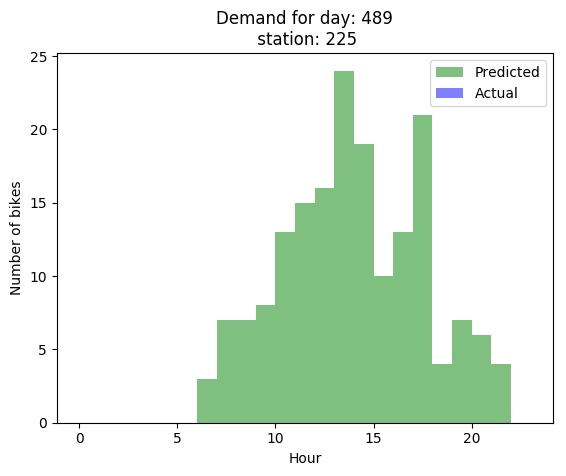 Demand for day: 489
station: 225
Predicted
Actual
Number of bikes
25
20
15
10
5
0
0 5 10 15 20
Hour